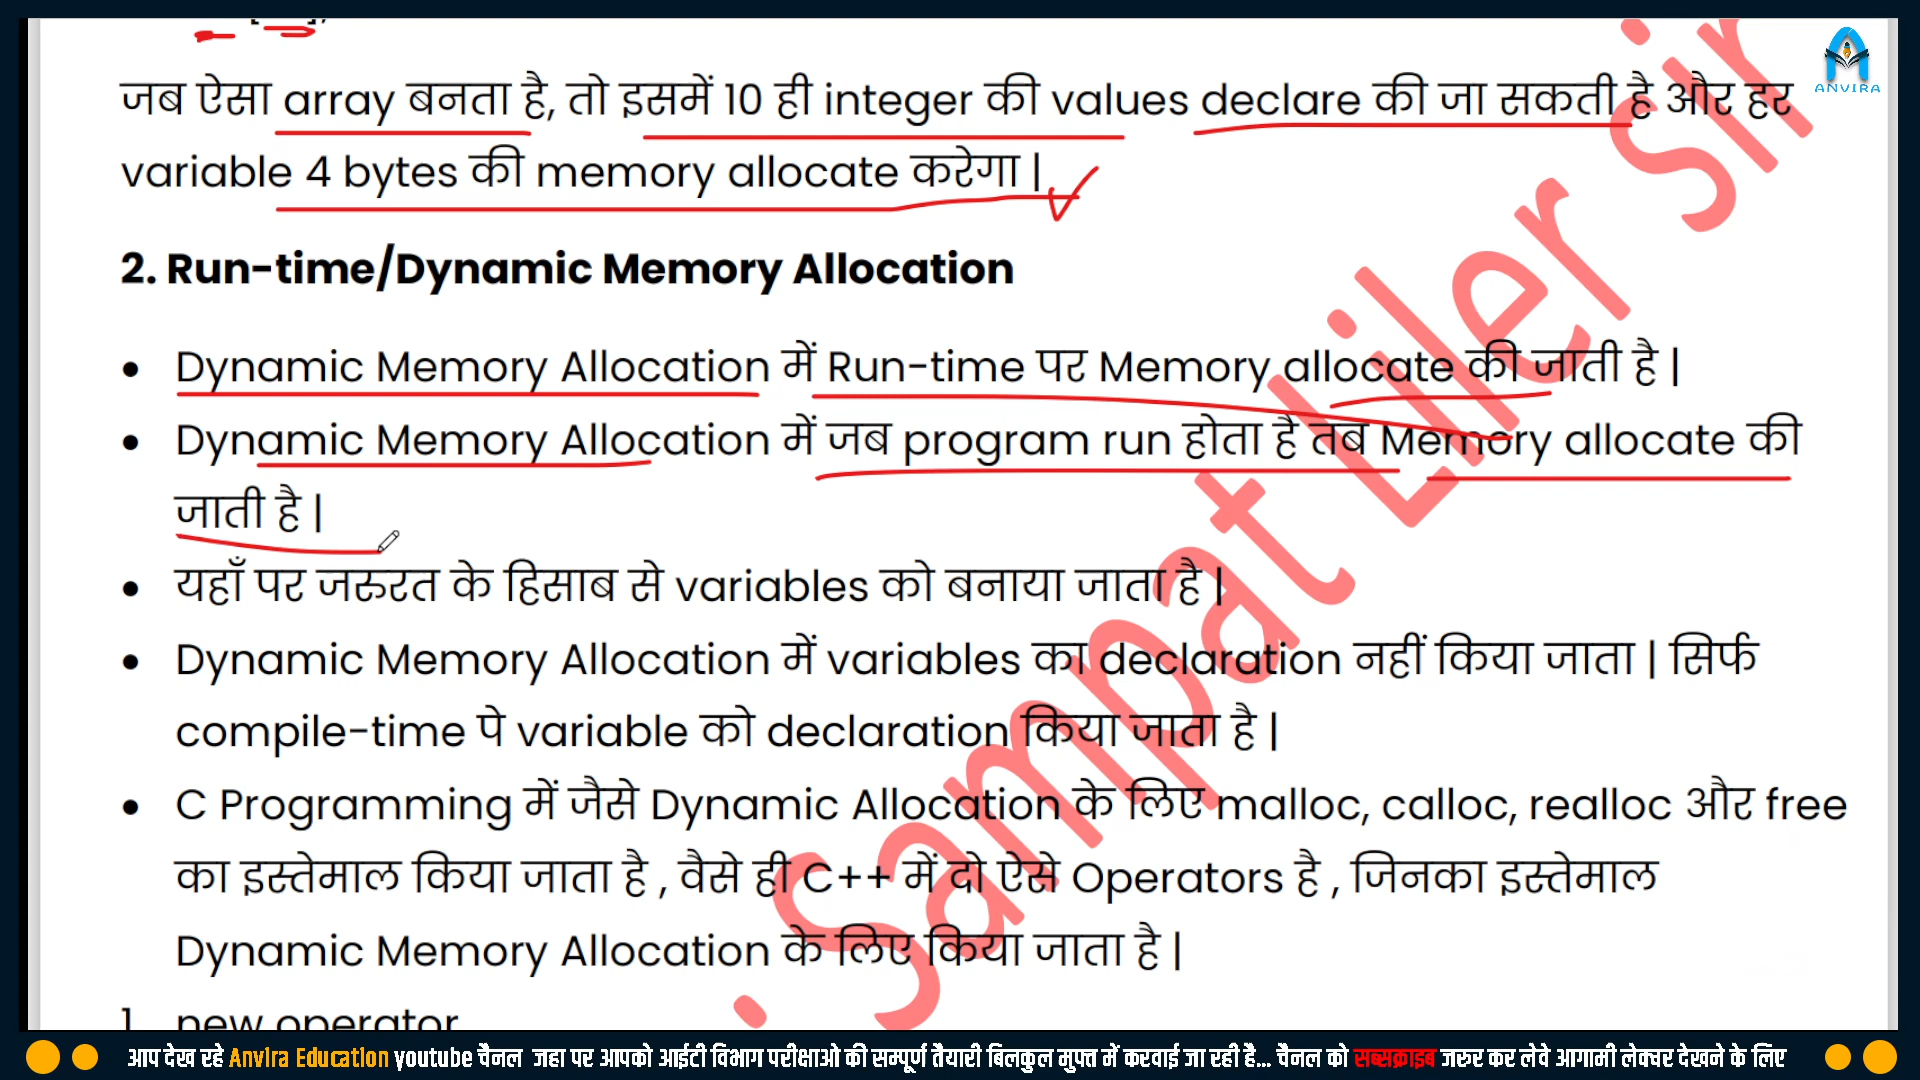 जब ऐसा array बनता है, तो इसमें 10 ही integer की values declare की जा सकती है और हर
variable 4 bytes की memory allocate करेगा |
2. Run-time/Dynamic Memory Allocation
• Dynamic Memory Allocation में Run-time पर Memory allocate की जाती है |
• Dynamic Memory Allocation में जब program run होता है तब Memory allocate की
जाती है |
• यहाँ पर जरुरत के हिसाब से variables को बनाया जाता है |
• Dynamic Memory Allocation में variables का declaration नहीं किया जाता | सिर्फ
compile-time पे variable को declaration किया जाता है |
• C Programming में जैसे Dynamic Allocation के लिए malloc, calloc, realloc और free
का इस्तेमाल किया जाता है , वैसे ही C++ में दो ऐसे Operators है , जिनका इस्तेमाल
Dynamic Memory Allocation के लिए किया जाता है |
1. new operator
Sampat Liler Sir
ANVIRA
आप देख रहे Anvira Education youtube चैनल जहा पर आपको आईटी विभाग परीक्षाओ की सम्पूर्ण तैयारी बिलकुल मुफ्त में करवाई जा रही है... चैनल को सब्सक्राइब जरुर कर लेवे आगामी लेक्चर देखने के लिए